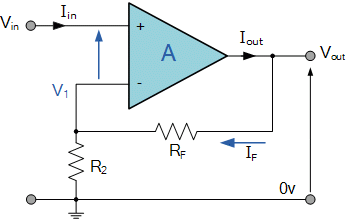 Iin
Vin
+
A
Iout
Vout
V1
-
RF
IF
R2
0v